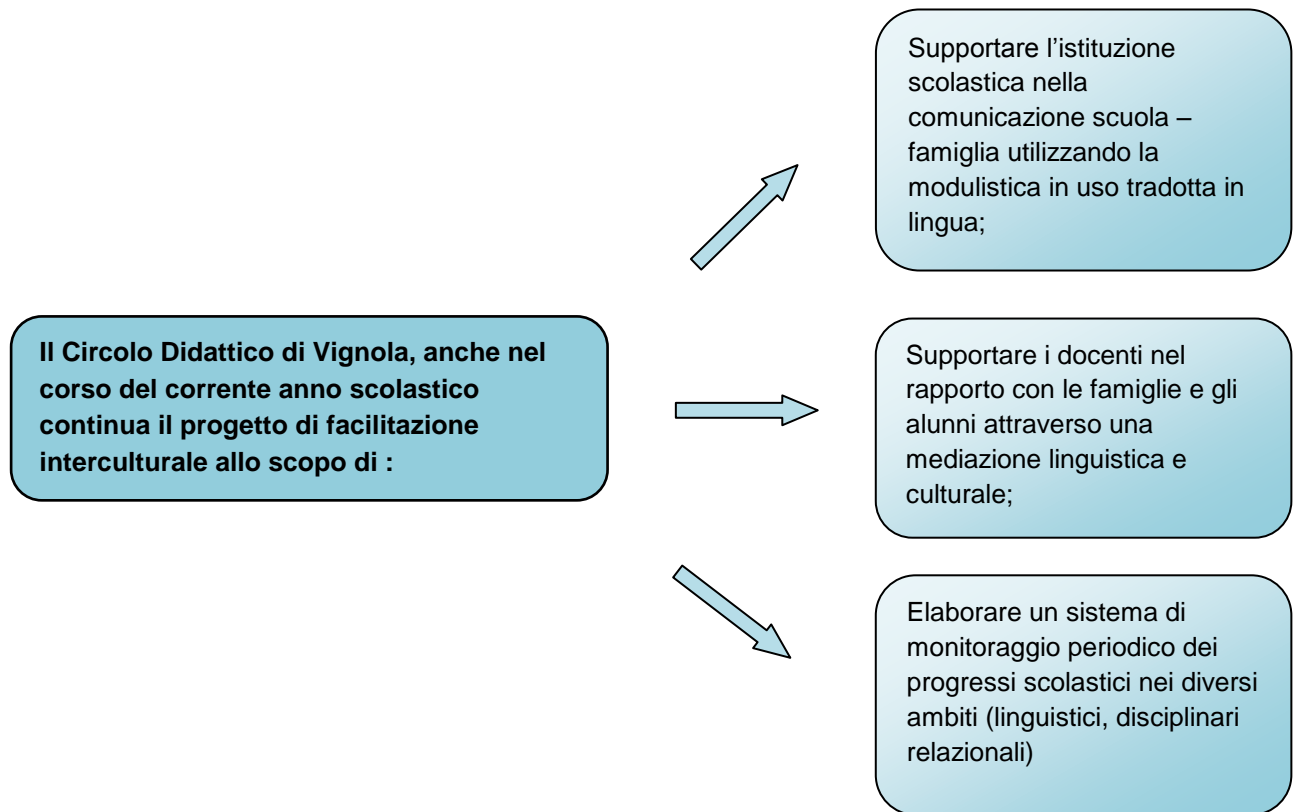 Il Circolo Didattico di Vignola, anche nel
corso del corrente anno scolastico
continua il progetto di facilitazione
interculturale allo scopo di :
Supportare l’istituzione
scolastica nella
comunicazione scuola –
famiglia utilizzando la
modulistica in uso tradotta in
lingua;
Supportare i docenti nel
rapporto con le famiglie e gli
alunni attraverso una
mediazione linguistica e
culturale;
Elaborare un sistema di
monitoraggio periodico dei
progressi scolastici nei diversi
ambiti (linguistici, disciplinari
relazionali)